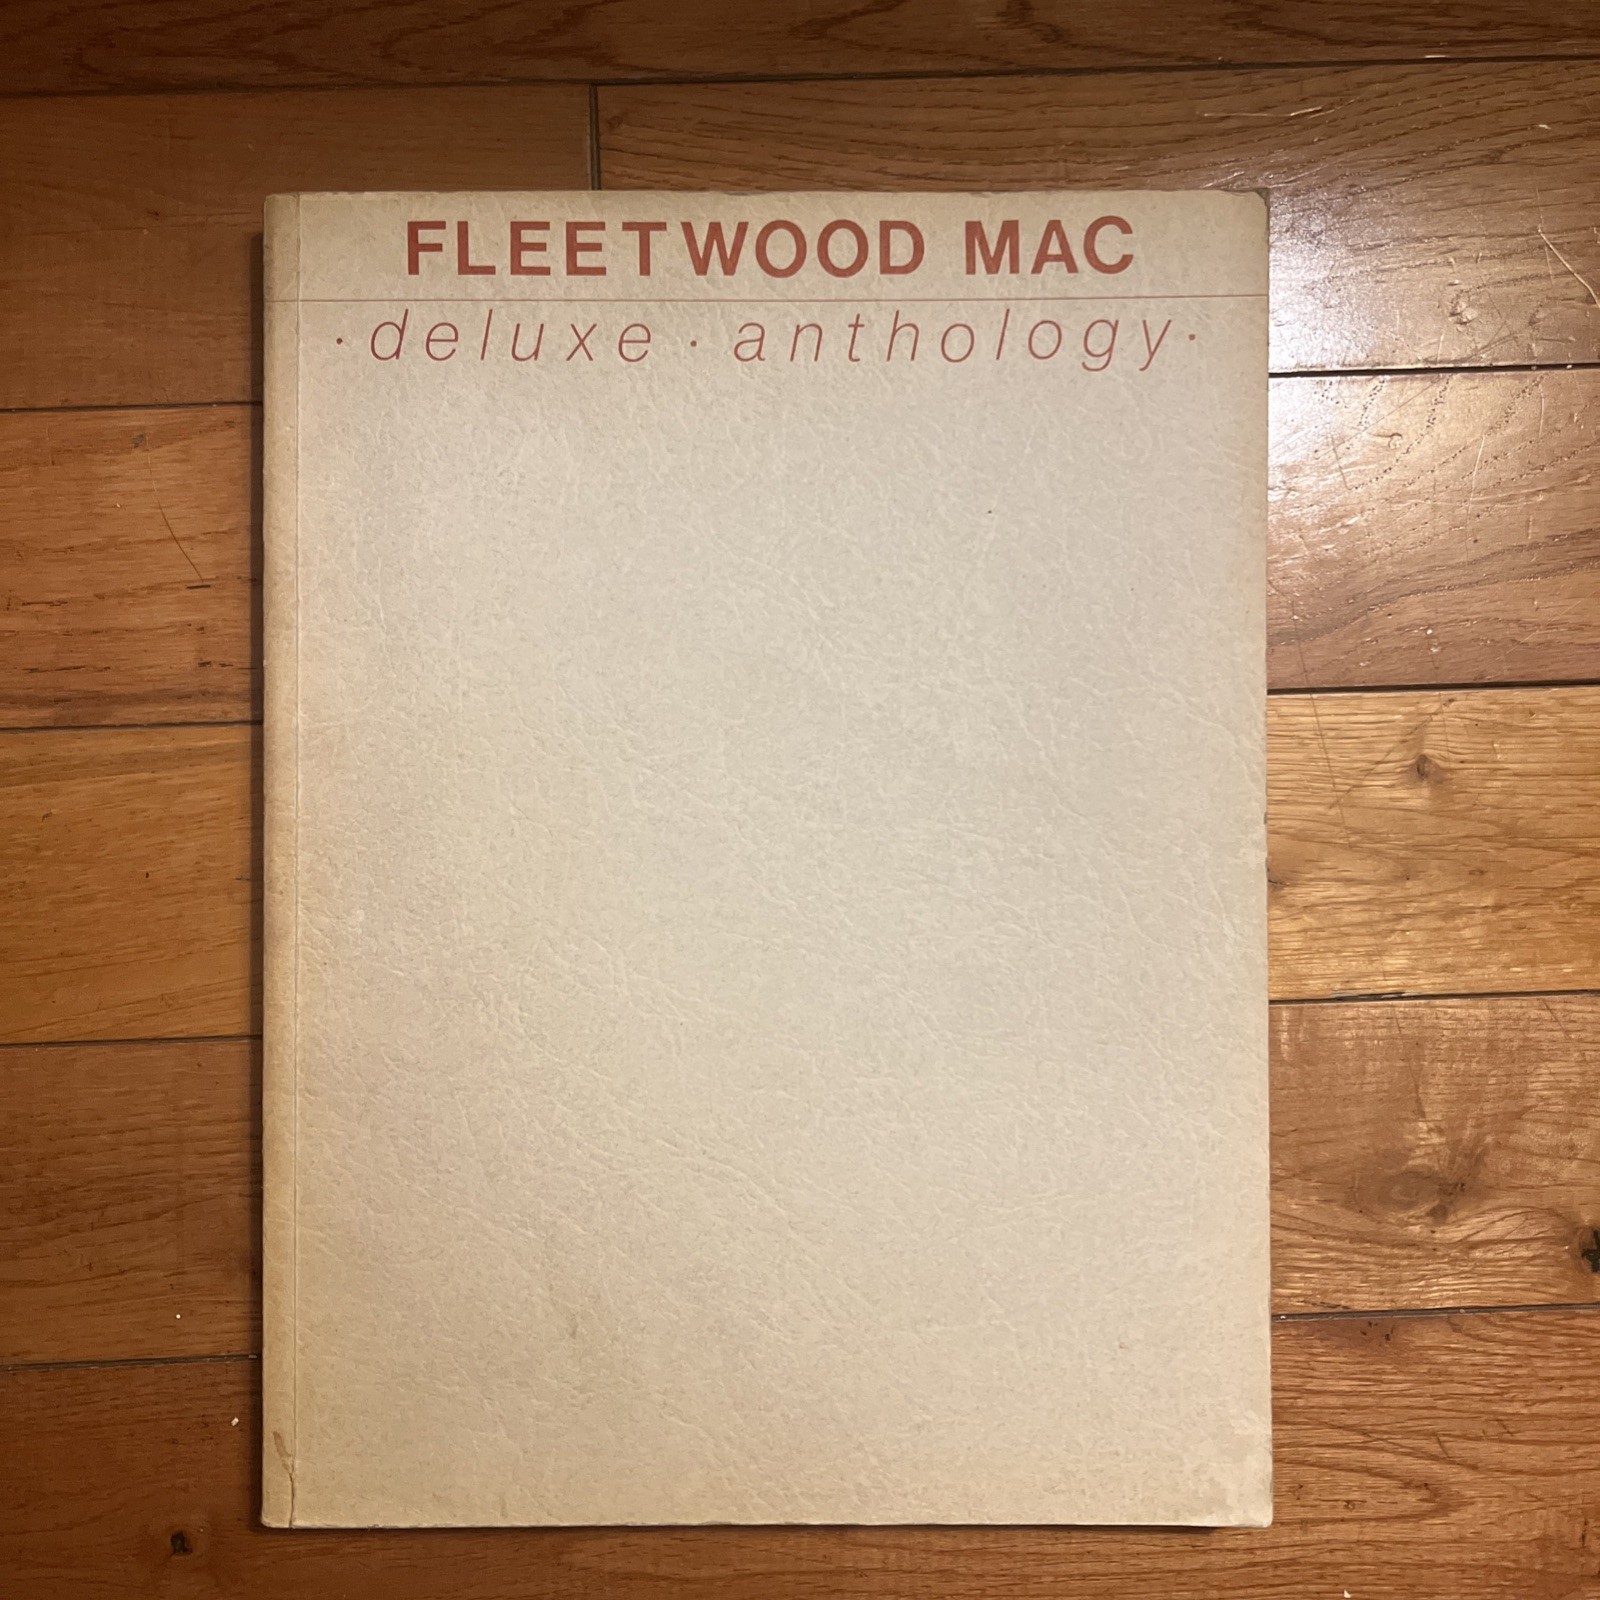 FLEETWOOD MAC
· deluxe · anthology ·